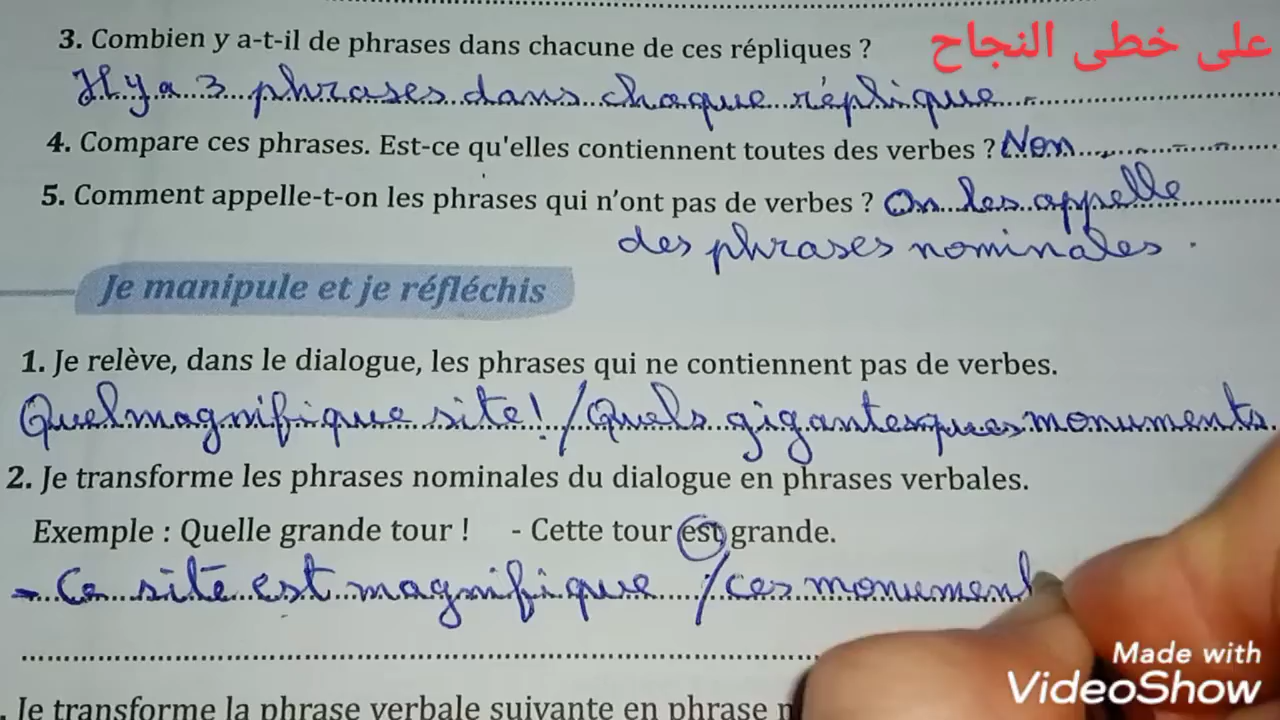 على خطى النجاح
3. Combien y a-t-il de phrases dans chacune de ces répliques ?
Il y a 3 phrases dans chaque réplique
4. Compare ces phrases. Est-ce qu'elles contiennent toutes des verbes ? Non
5. Comment appelle-t-on les phrases qui n'ont pas de verbes ? On les appelle
des phrases nominales.
Je manipule et je réfléchis
1. Je relève, dans le dialogue, les phrases qui ne contiennent pas de verbes.
Quel magnifique site! / Quels gigantesques monuments.
2. Je transforme les phrases nominales du dialogue en phrases verbales.
Exemple : Quelle grande tour ! - Cette tour est grande.
- Ce site est magnifique / ces monument
Je transforme la phrase verbale suivante en phrase
Made with
VideoShow